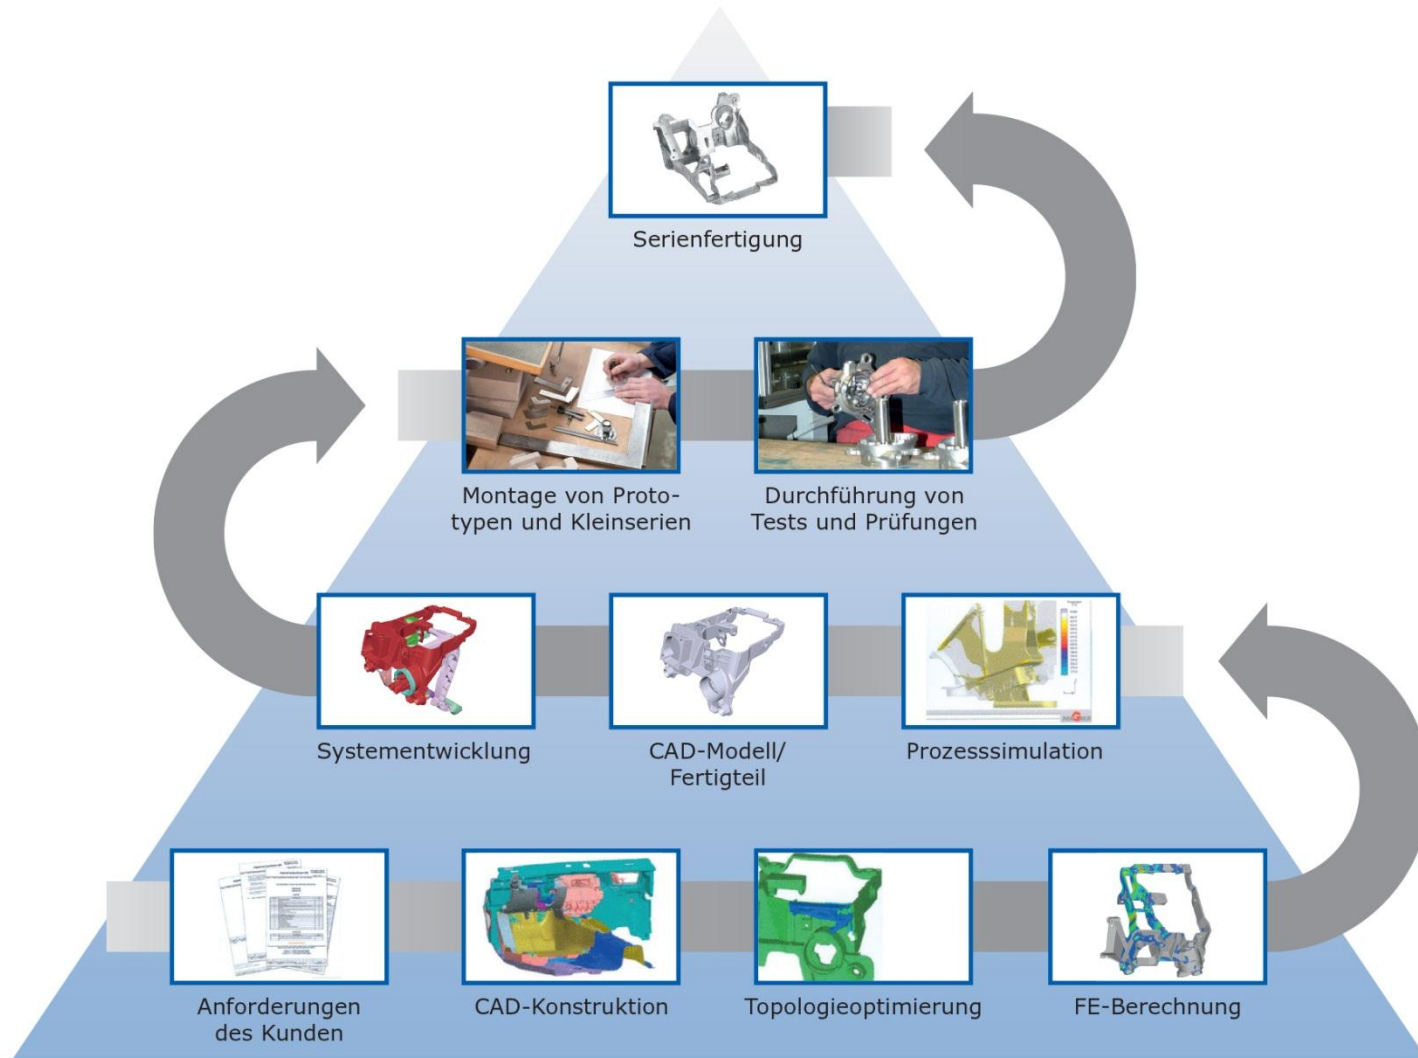 Serienfertigung
Montage von Proto-
typen und Kleinserien
Durchführung von
Tests und Prüfungen
Systementwicklung
CAD-Modell/
Fertigteil
Prozesssimulation
Anforderungen
des Kunden
CAD-Konstruktion
Topologieoptimierung
FE-Berechnung